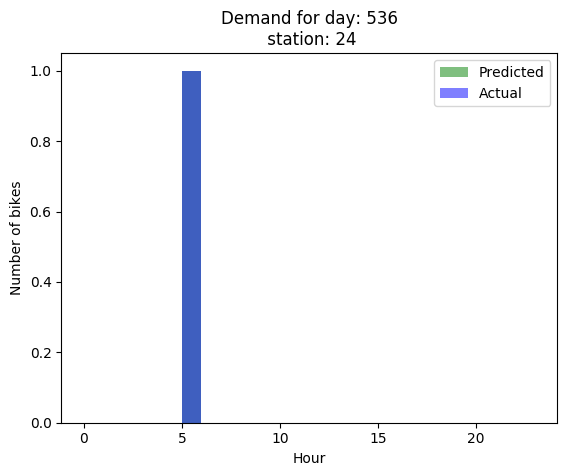 Demand for day: 536
station: 24
Predicted
Actual
Number of bikes
1.0
0.8
0.6
0.4
0.2
0.0
0 5 10 15 20
Hour